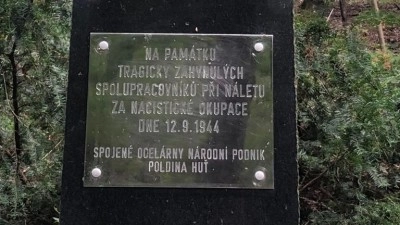 NA PAMÁTKU
TRAGICKY ZAHYNULÝCH
SPOLUPRACOVNÍKŮ PŘI NÁLETU
ZA NACISTICKÉ OKUPACE
DNE 12.9.1944
SPOJENÉ OCELÁRNY NÁRODNÍ PODNIK
POLDINA HUŤ